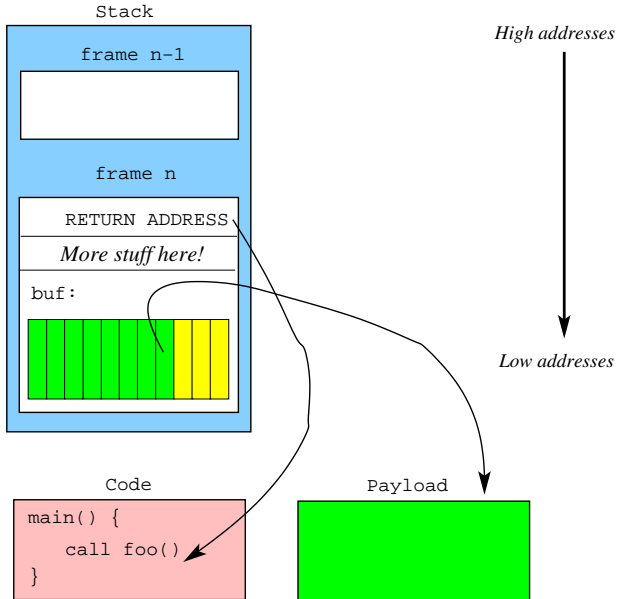 Stack
High addresses
frame n-1
frame n
RETURN ADDRESS
More stuff here!
buf:
Low addresses
Code
Payload
main() {
call foo()
}